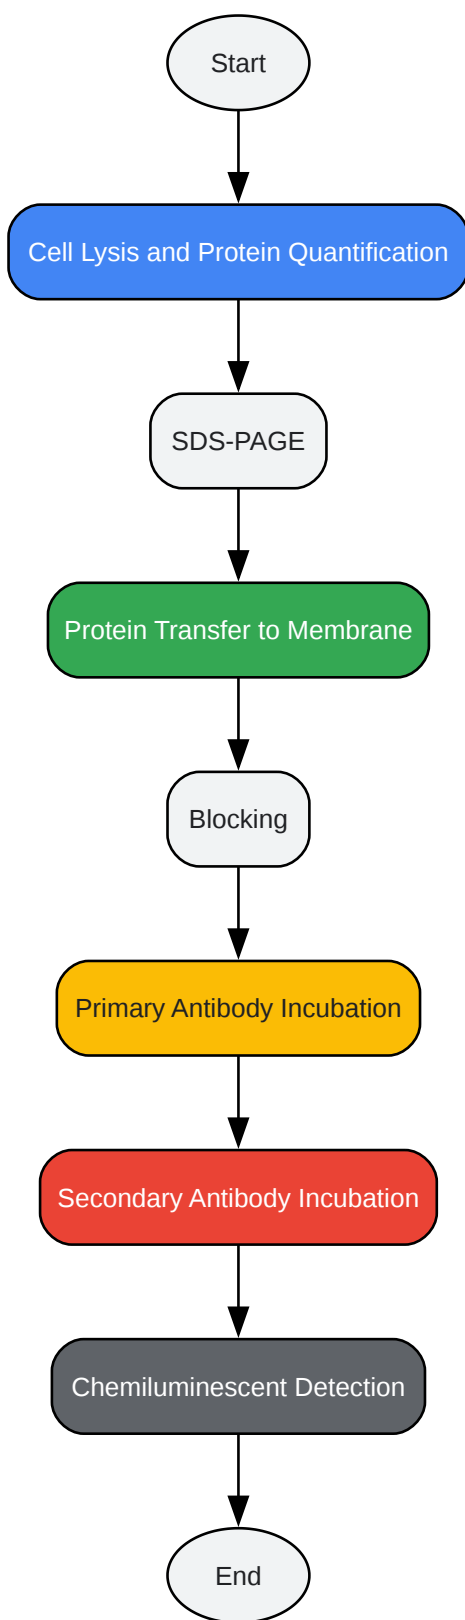 Start
Cell Lysis and Protein Quantification
SDS-PAGE
Protein Transfer to Membrane
Blocking
Primary Antibody Incubation
Secondary Antibody Incubation
Chemiluminescent Detection
End